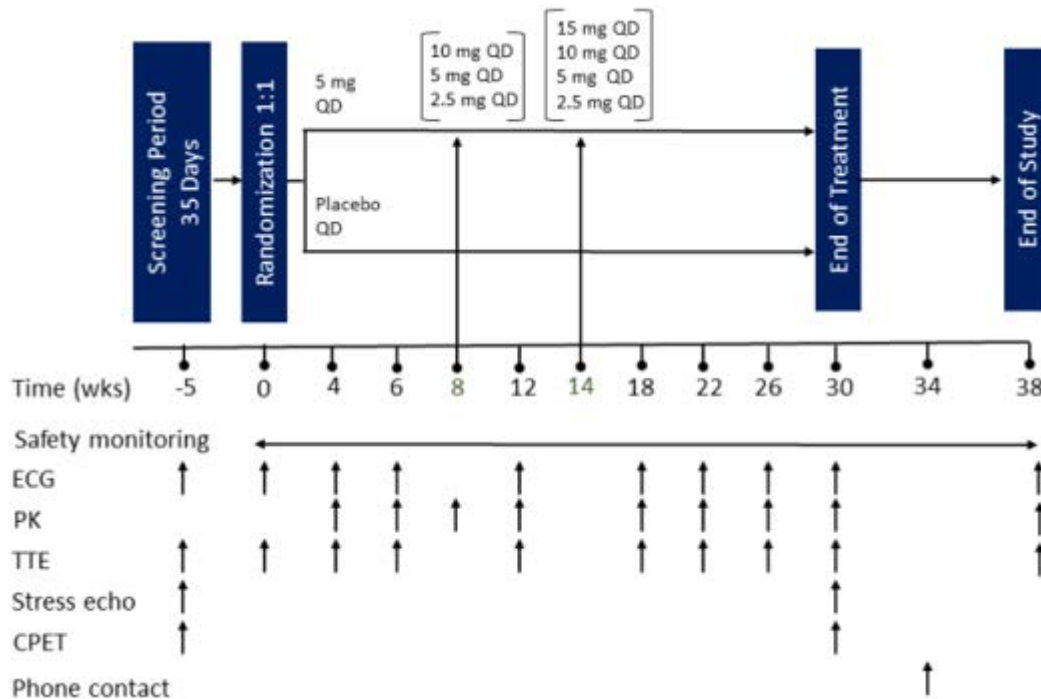 Screening Period
35 Days
Randomization 1:1
5 mg
QD
Placebo
QD
10 mg QD
5 mg QD
2.5 mg QD
15 mg QD
10 mg QD
5 mg QD
2.5 mg QD
End of Treatment
End of Study
Time (wks) -5 0 4 6 8 12 14 18 22 26 30 34 38
Safety monitoring
ECG
PK
TTE
Stress echo
CPET
Phone contact